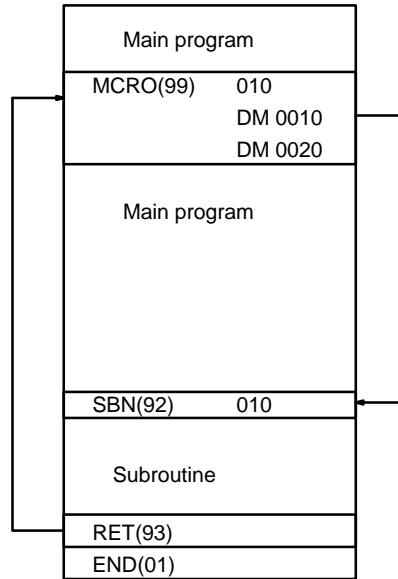 Main program
MCRO(99) 010
DM 0010
DM 0020
Main program
SBN(92) 010
Subroutine
RET(93)
END(01)